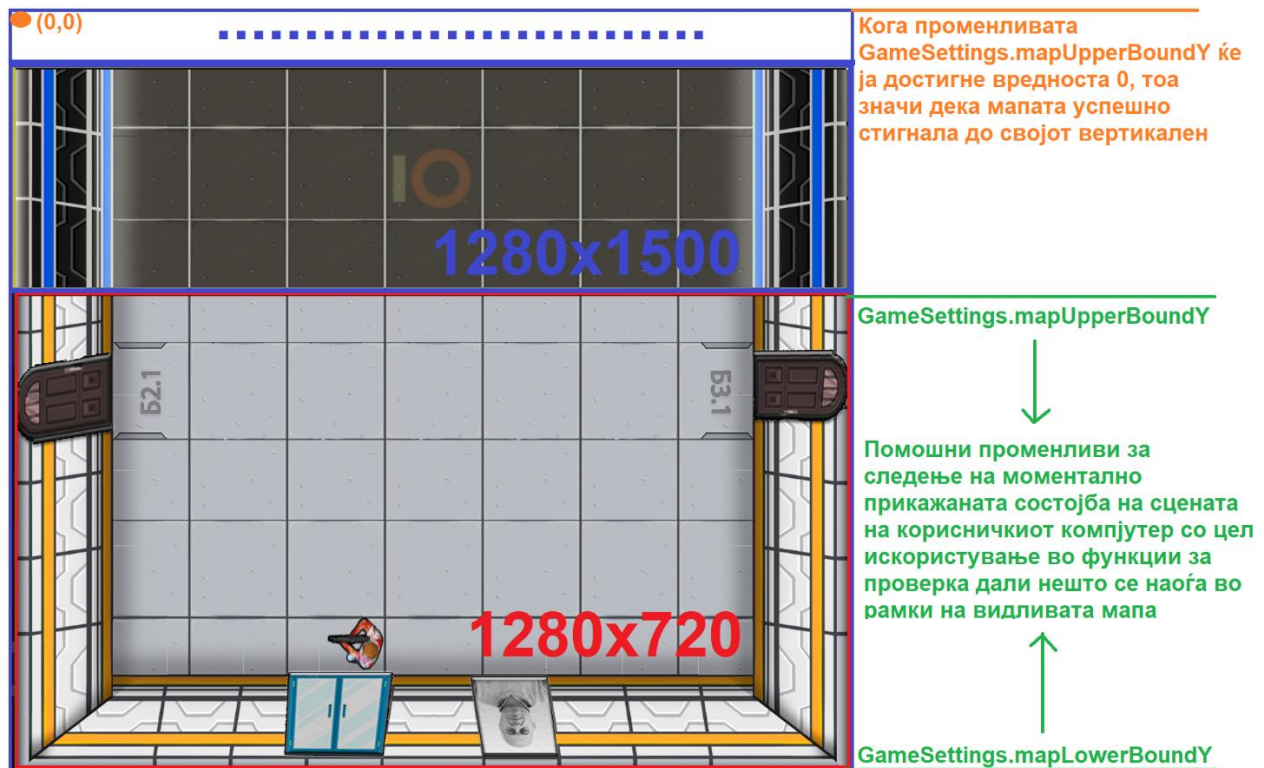 (0,0)
Кога променливата
GameSettings.mapUpperBoundY ќе
ја достигне вредноста 0, тоа
значи дека мапата успешно
стигнала до својот вертикален
1280x1500
GameSettings.mapUpperBoundY
Б2.1
Б3.1
Помошни променливи за
следење на моментално
прикажаната состојба на сцената
на корисничкиот компјутер со цел
искористување во функции за
проверка дали нешто се наоѓа во
рамки на видливата мапа
1280x720
GameSettings.mapLowerBoundY